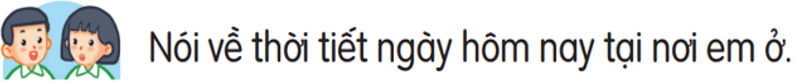 Nói về thời tiết ngày hôm nay tại nơi em ở.